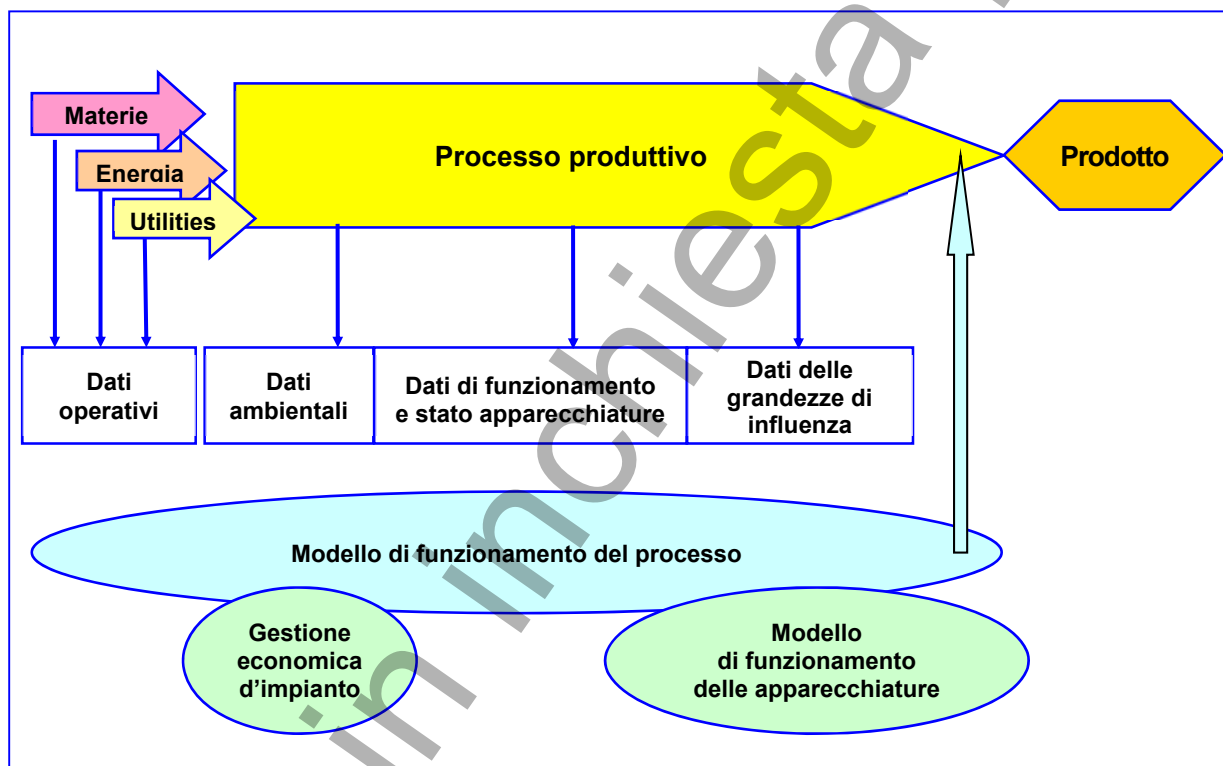 Materie
Energia
Utilities
Processo produttivo
Prodotto
Dati
operativi
Dati
ambientali
Dati di funzionamento
e stato apparecchiature
Dati delle
grandezze di
influenza
Modello di funzionamento del processo
Gestione
economica
d'impianto
Modello
di funzionamento
delle apparecchiature
in inchiesta